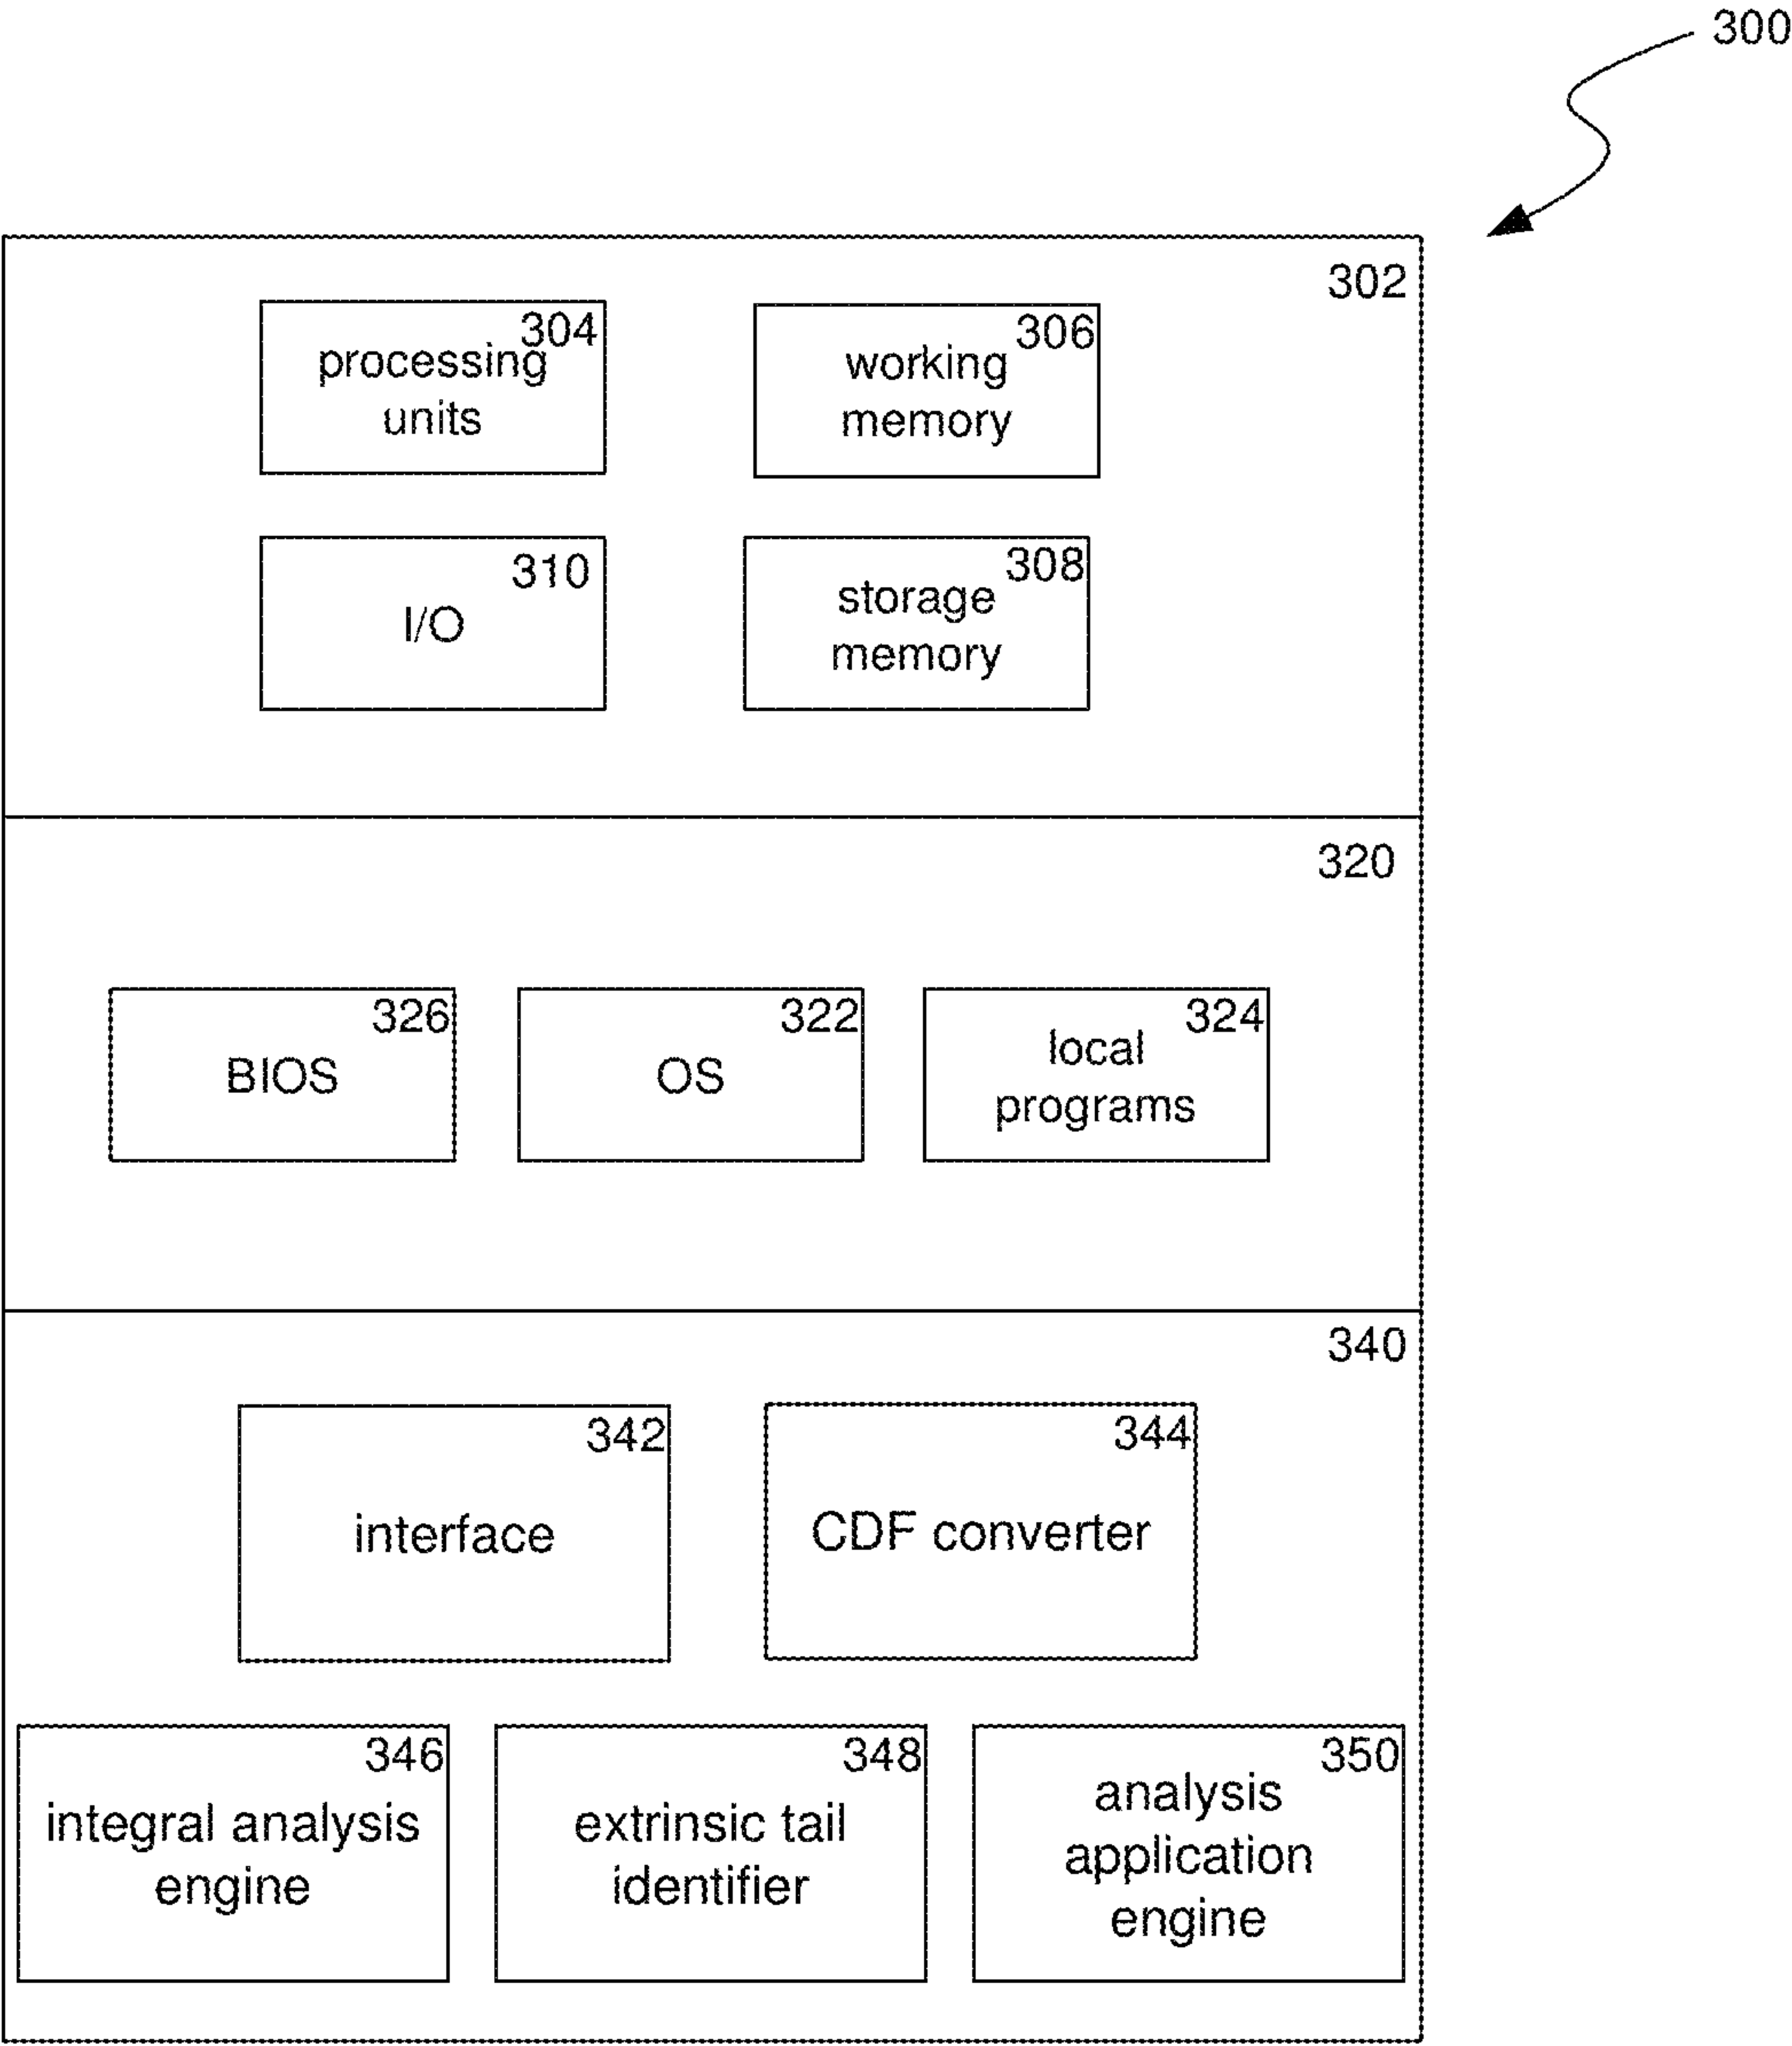 300
302
304
processing
units
306
working
memory
310
I/O
308
storage
memory
320
326
BIOS
322
OS
324
local
programs
340
342
interface
344
CDF converter
346
integral analysis
engine
348
extrinsic tail
identifier
350
analysis
application
engine